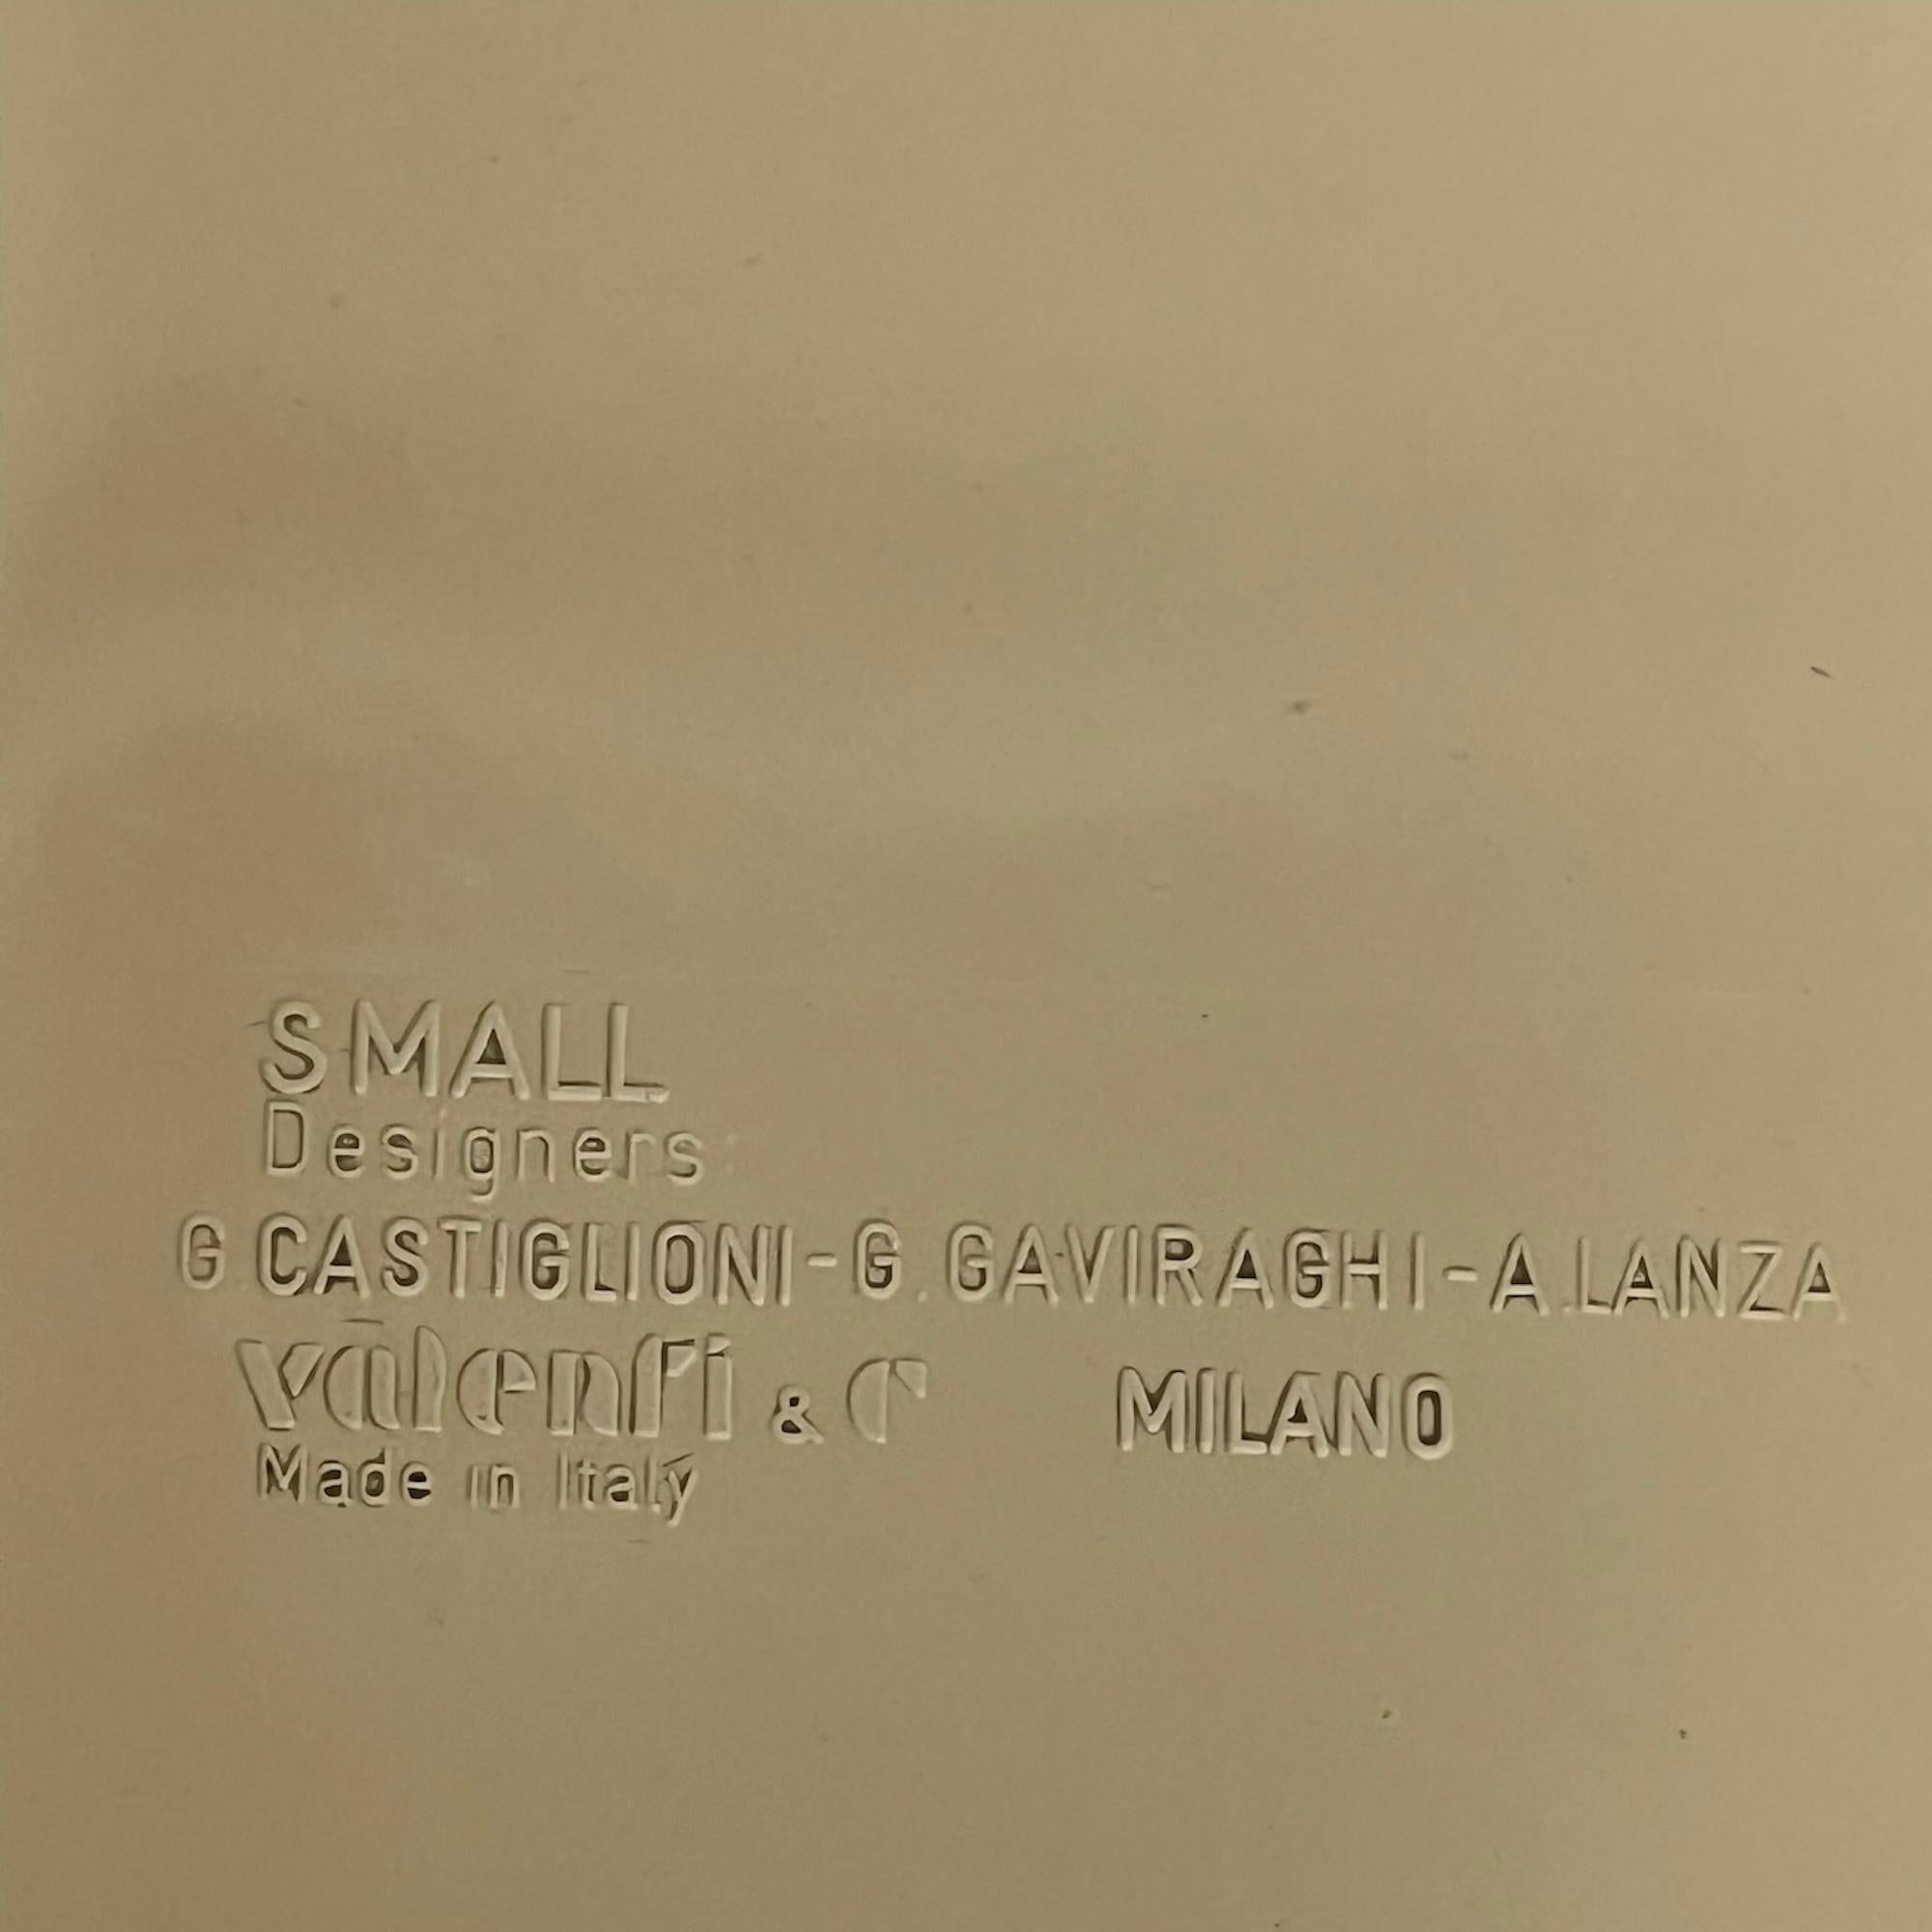 SMALL
Designers:
G.CASTIGLIONI-G.GAVIRAGHI-A.LANZA
valenti & C MILANO
Made in Italy